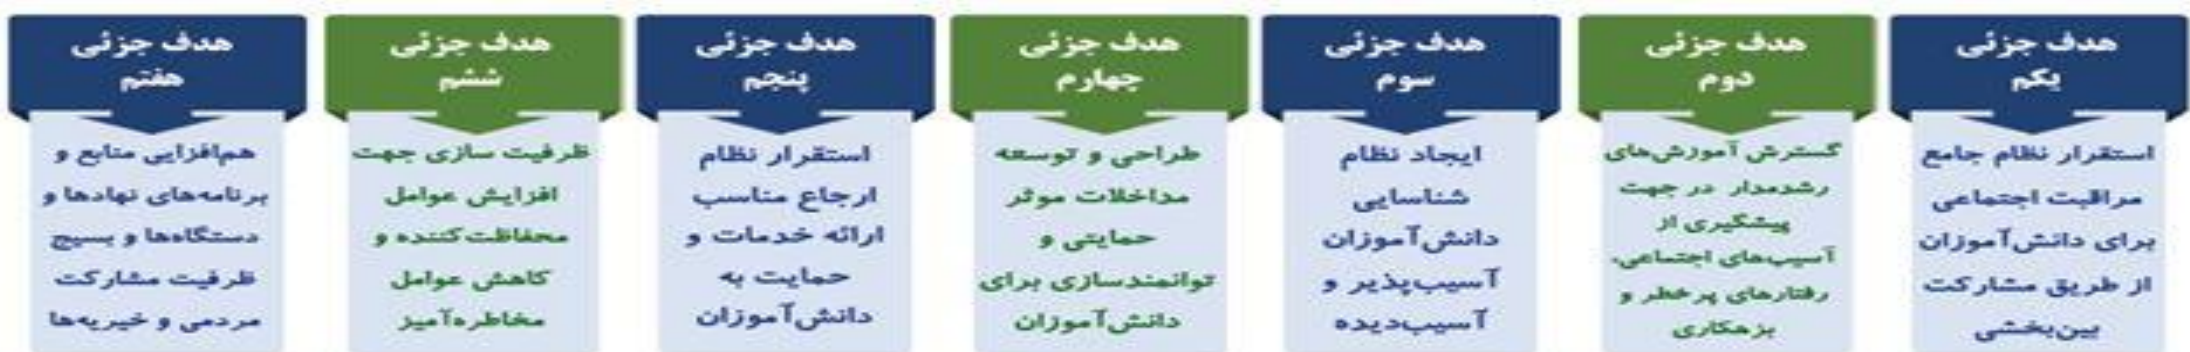 هدف جزئی
یکم
استقرار نظام جامع
مراقبت اجتماعی
برای دانش‌آموزان
از طریق مشارکت
بین‌بخشی
هدف جزئی
دوم
گسترش آموزش‌های
رشدمدار در جهت
پیشگیری از
آسیب‌های اجتماعی،
رفتارهای پرخطر و
بزهکاری
هدف جزئی
سوم
ایجاد نظام
شناسایی
دانش‌آموزان
آسیب‌پذیر و
آسیب‌دیده
هدف جزئی
چهارم
طراحی و توسعه
مداخلات موثر
حمایتی و
توانمندسازی برای
دانش‌آموزان
هدف جزئی
پنجم
استقرار نظام
ارجاع مناسب
ارائه خدمات و
حمایت به
دانش‌آموزان
هدف جزئی
ششم
ظرفیت سازی جهت
افزایش عوامل
محفاظت‌کننده و
کاهش عوامل
مخاطره‌آمیز
هدف جزئی
هفتم
هم‌افزایی منابع و
برنامه‌های نهادها و
دستگاه‌ها و بسیج
ظرفیت مشارکت
مردمی و خیریه‌ها